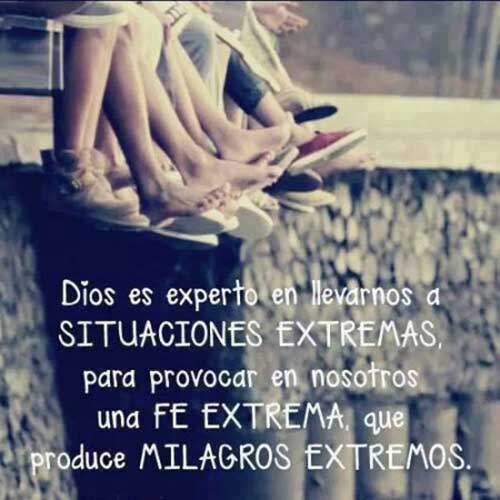 Dios es experto en llevarnos a
SITUACIONES EXTREMAS,
para provocar en nosotros
una FE EXTREMA, que
produce MILAGROS EXTREMOS.